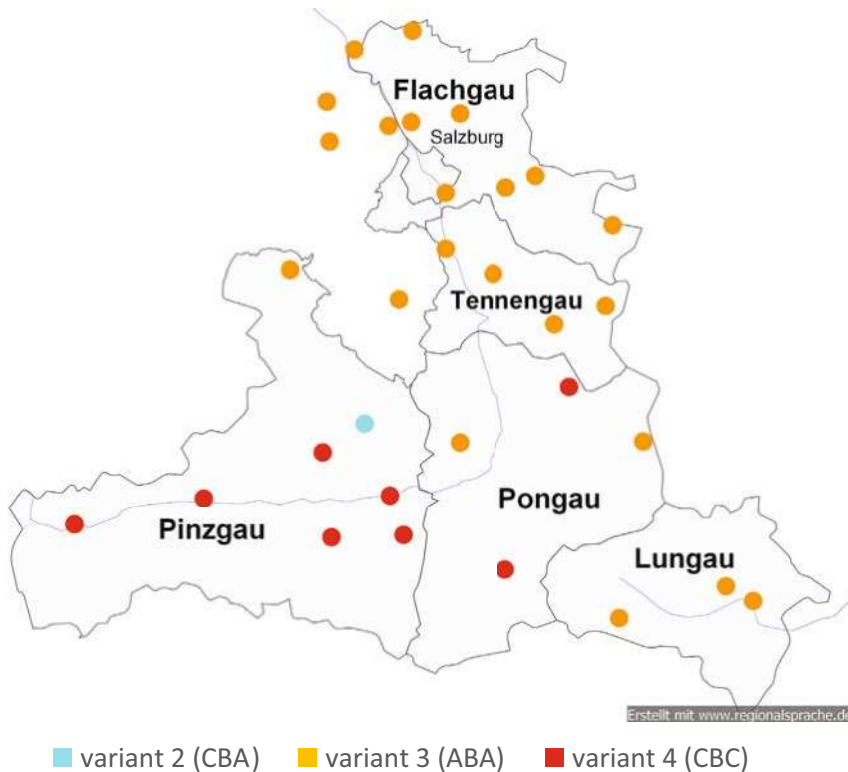 Flachgau
Salzburg
Tennengau
Pongau
Pinzgau
Lungau
Erstellt mit www.regionalsprache.de
variant 2 (CBA) variant 3 (ABA) variant 4 (CBC)